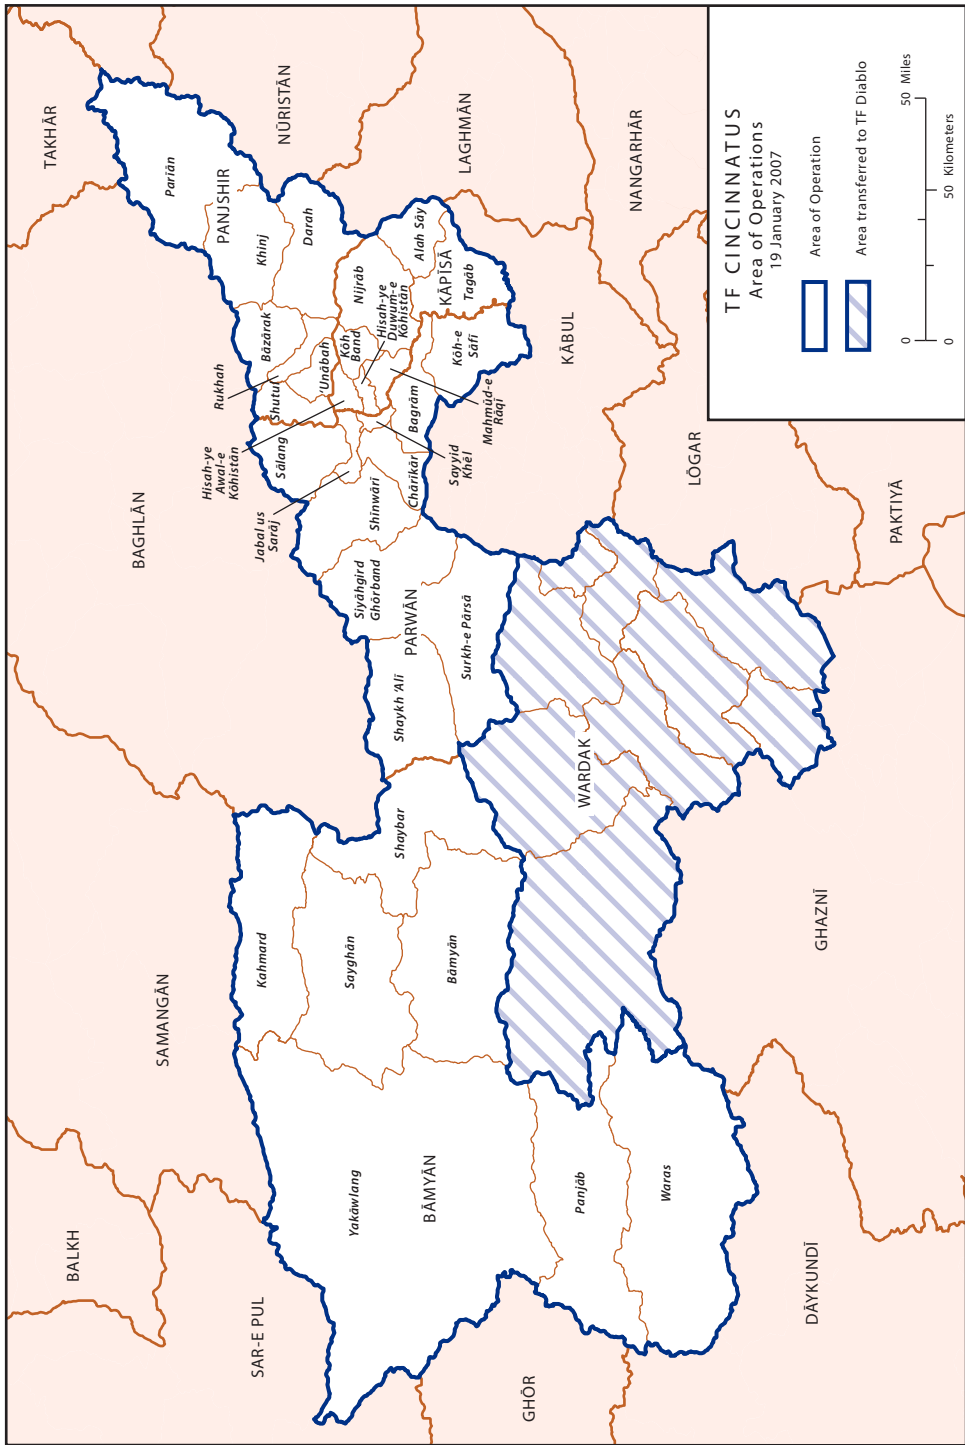 TF CINCINNATUS
Area of Operations
19 January 2007
Area of Operation
Area transferred to TF Diablo
0
50 Miles
0
50 Kilometers
BALKH
SAMANGĀN
BAGHLĀN
TAKHĀR
SAR-E PUL
NŪRISTĀN
LAGHMĀN
NANGARHĀR
KĀBUL
LŌGAR
PAKTIYĀ
GHAZNĪ
DĀYKUNDĪ
GHŌR
BĀMYĀN
Yakāwlang
Panjāb
Waras
Kahmard
Sayghān
Bāmyān
Shaybar
WARDAK
PARWĀN
Shaykh ‘Alī
Surkh-e Pārsā
Siyāhgird
Ghōrband
Shinwārī
Chārīkār
Sālang
Jabal us
Sarāj
Sayyid
Khēl
Bagrām
Kōh-e
Sāfī
PANJSHIR
Pariān
Khinj
Darah
Bāzārak
Rukhah
Shutul
‘Unābah
KĀPĪSĀ
Hisah-ye
Awal-e
Kōhistān
Kōh
Band
Nijrāb
Hisah-ye
Duwum-e
Kōhistān
Mahmūd-e
Rāqī
Alah Sāy
Tagāb